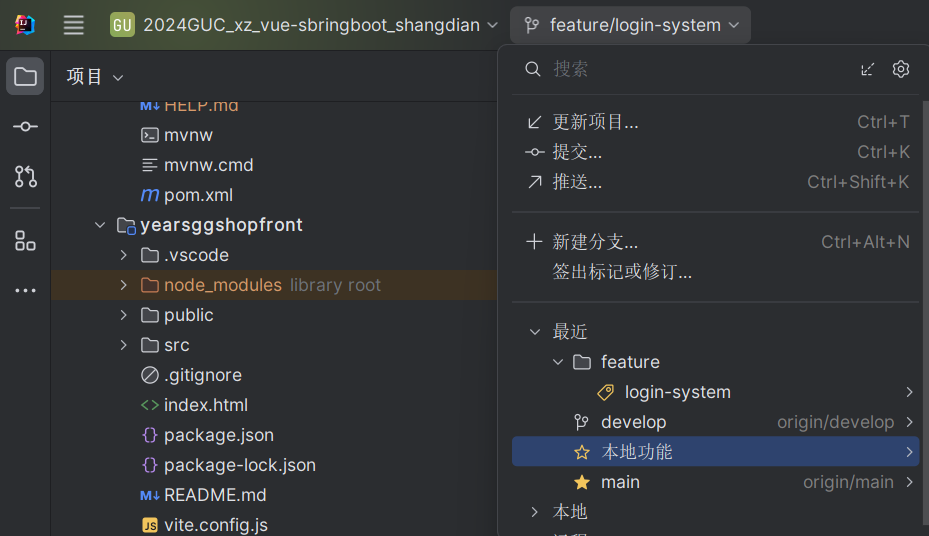 GU 2024GUC_xz_vue-sbringboot_shangdian feature/login-system
项目
HELP.md
mvnw
mvnw.cmd
pom.xml
yearsggshopfront
.vscode
node_modules library root
public
src
.gitignore
index.html
package.json
package-lock.json
README.md
vite.config.js
搜索
更新项目... Ctrl+T
提交... Ctrl+K
推送... Ctrl+Shift+K
新建分支... Ctrl+Alt+N
签出标记或修订...
最近
feature
login-system
develop origin/develop
本地功能
main origin/main
本地